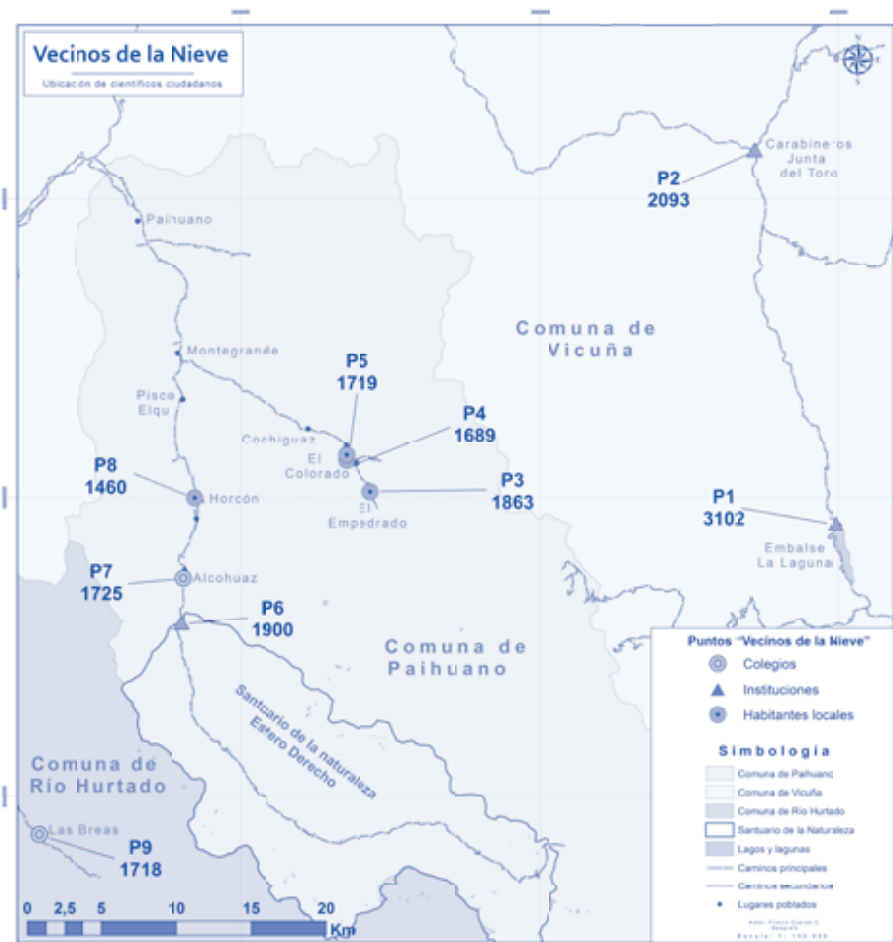 Vecinos de la Nieve
Ubicación de científicos ciudadanos
Carabineros
Junta
del Toro
P2
2093
Paihuano
Comuna de
Vicuña
Montegrande
P5
1719
Pisco
Elqu
P4
1689
Cochiguaz
El
Colorado
P8
1460
Horcón
P3
1863
El
Empedrado
P1
3102
Embalse
La Laguna
P7
1725
Alcohuaz
P6
1900
Comuna de
Paihuano
Santuario de la naturaleza
Estero Derecho
Comuna de
Río Hurtado
Las Breas
P9
1718
0 2,5 5 10 15 20
Km
Puntos "Vecinos de la Nieve"
Colegios
Instituciones
Habitantes locales
Simbología
Comuna de Paihuano
Comuna de Vicuña
Comuna de Río Hurtado
Santuario de la Naturaleza
Lagos y lagunas
Caminos principales
Caminos secundarios
Lugares poblados